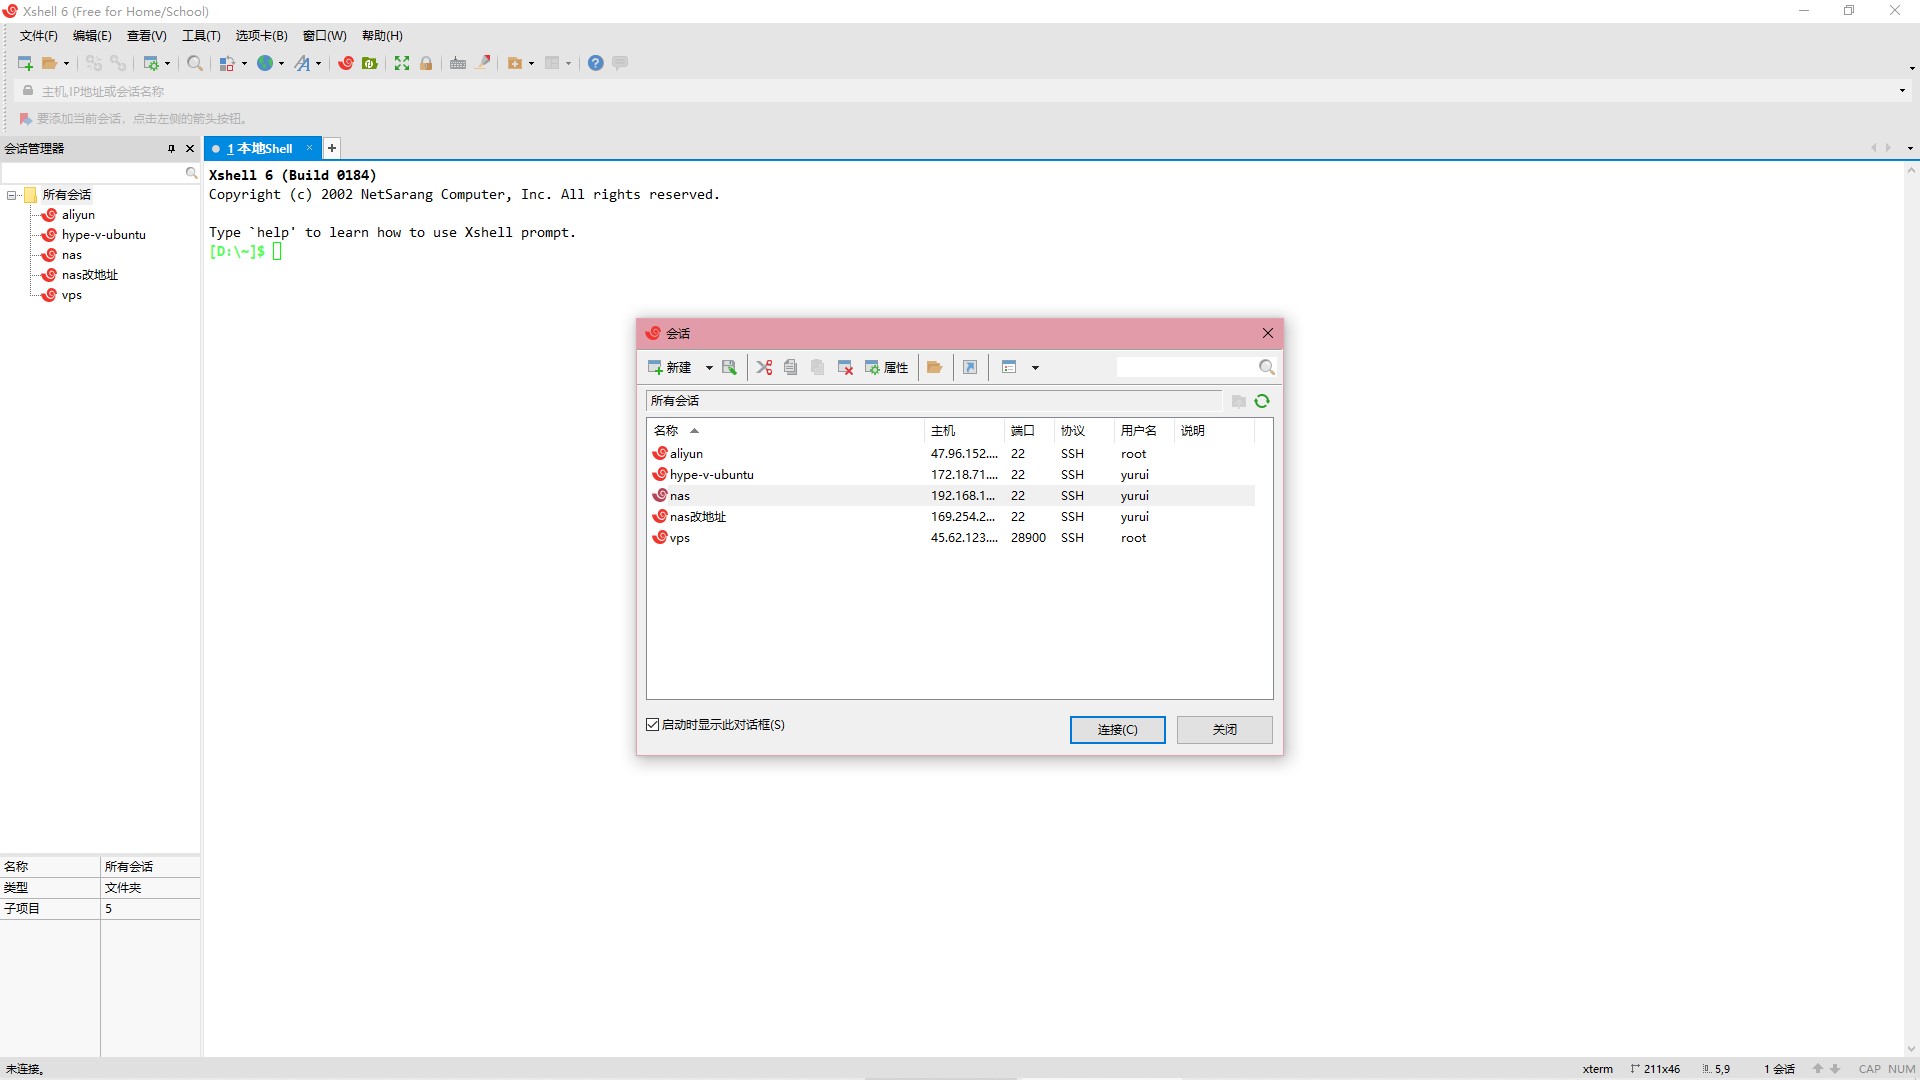 Xshell 6 (Free for Home/School)
文件(F) 编辑(E) 查看(V) 工具(T) 选项卡(B) 窗口(W) 帮助(H)
主机,IP地址或会话名称
要添加当前会话，点击左侧的箭头按钮。
会话管理器
1 本地Shell
所有会话
aliyun
hype-v-ubuntu
nas
nas改地址
vps
Xshell 6 (Build 0184)
Copyright (c) 2002 NetSarang Computer, Inc. All rights reserved.
Type `help' to learn how to use Xshell prompt.
[D:\~]$
会话
新建 属性
所有会话
名称 主机 端口 协议 用户名 说明
aliyun 47.96.152.... 22 SSH root
hype-v-ubuntu 172.18.71.... 22 SSH yurui
nas 192.168.1... 22 SSH yurui
nas改地址 169.254.2... 22 SSH yurui
vps 45.62.123.... 28900 SSH root
启动时显示此对话框(S) 连接(C) 关闭
名称 所有会话
类型 文件夹
子项目 5
未连接。 xterm 211x46 5,9 1 会话 CAP NUM